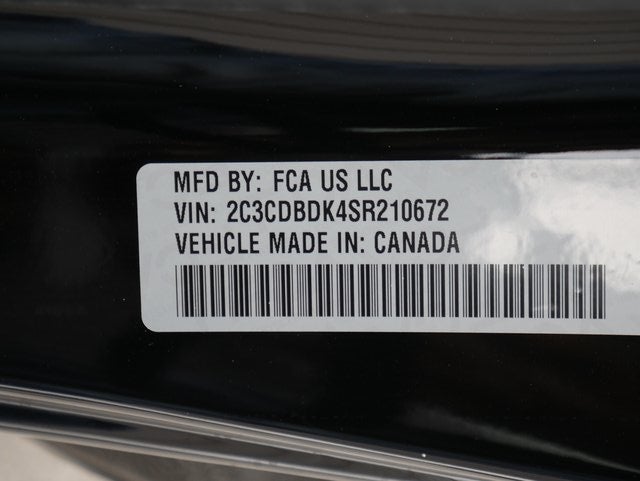 MFD BY: FCA US LLC
VIN: 2C3CDBDK4SR210672
VEHICLE MADE IN: CANADA